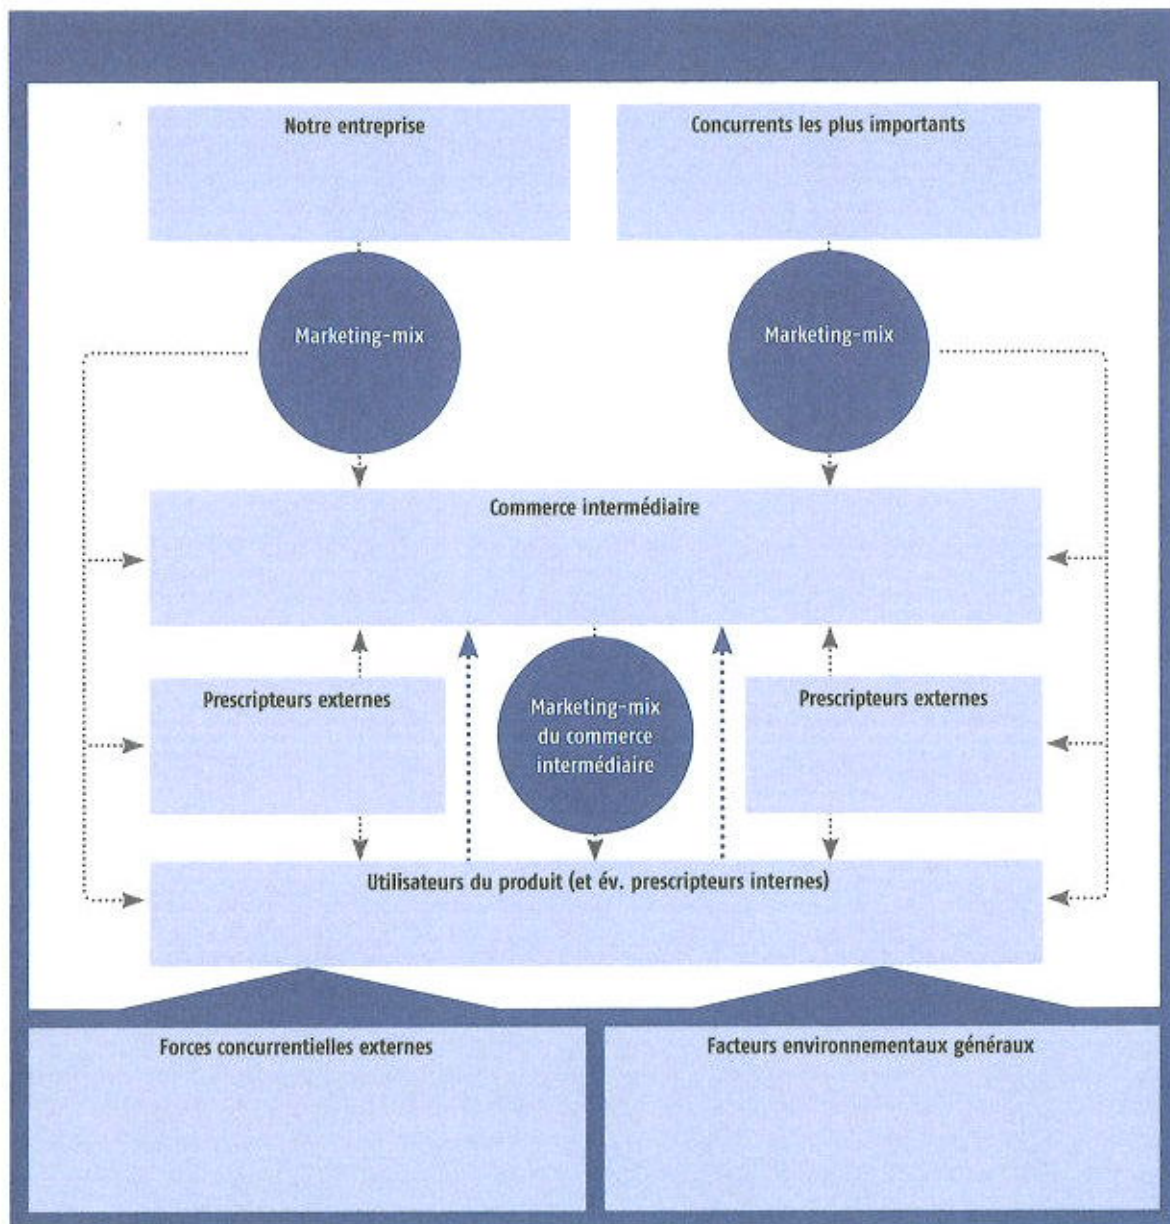 Notre entreprise
Concurrents les plus importants
Marketing-mix
Marketing-mix
Commerce intermédiaire
Prescripteurs externes
Marketing-mix
du commerce
intermédiaire
Prescripteurs externes
Utilisateurs du produit (et év. prescripteurs internes)
Forces concurrentielles externes
Facteurs environnementaux généraux